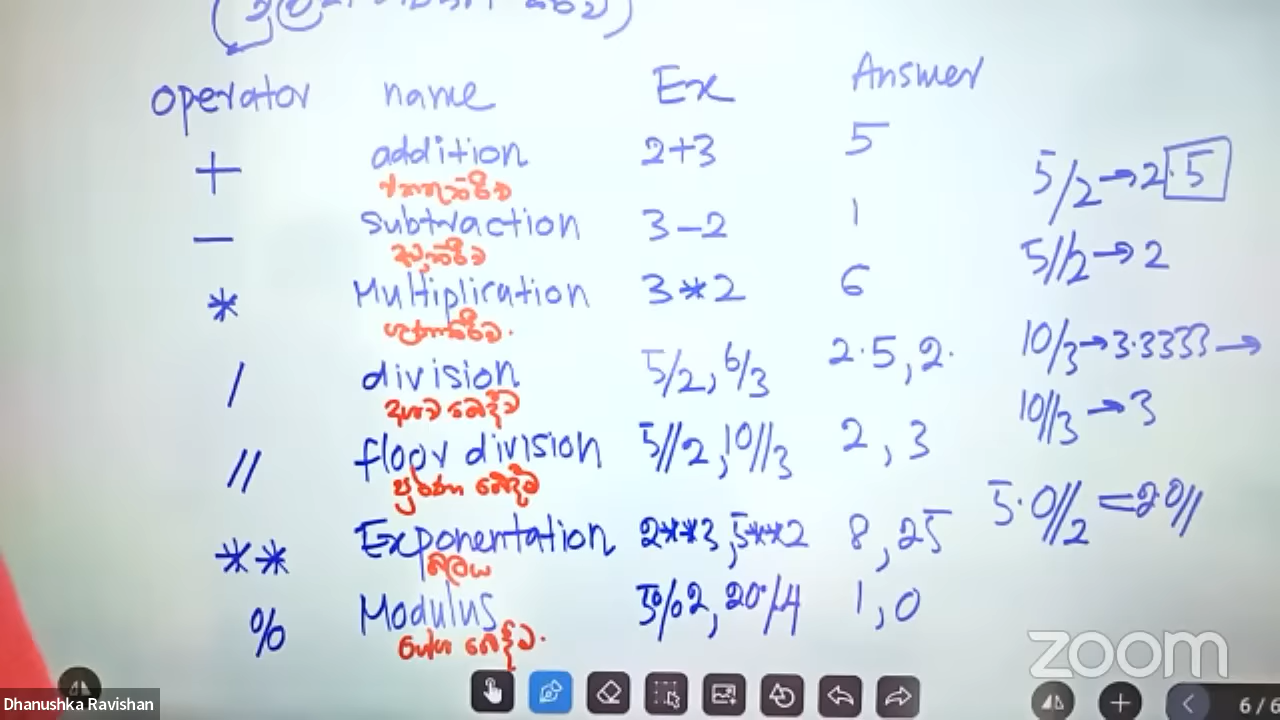 operator name Ex Answer
+ addition 2+3 5
එකතුකිරීම
5/2→2.5
− subtraction 3−2 1
අඩුකිරීම
5//2→2
* Multiplication 3*2 6
ගුණකිරීම.
10/3→3.3333→
/ division 5/2, 6/3 2.5, 2.
දශම බෙදීම
10//3→3
// floor division 5//2, 10//3 2, 3
පූර්ණ බෙදීම
5.0//2=2.0//
** Exponentation 2**3, 5**2 8, 25
බලය
% Modulus 5%2, 20%4 1, 0
බෙදීම.
zoom
Dhanushka Ravishan
6/6